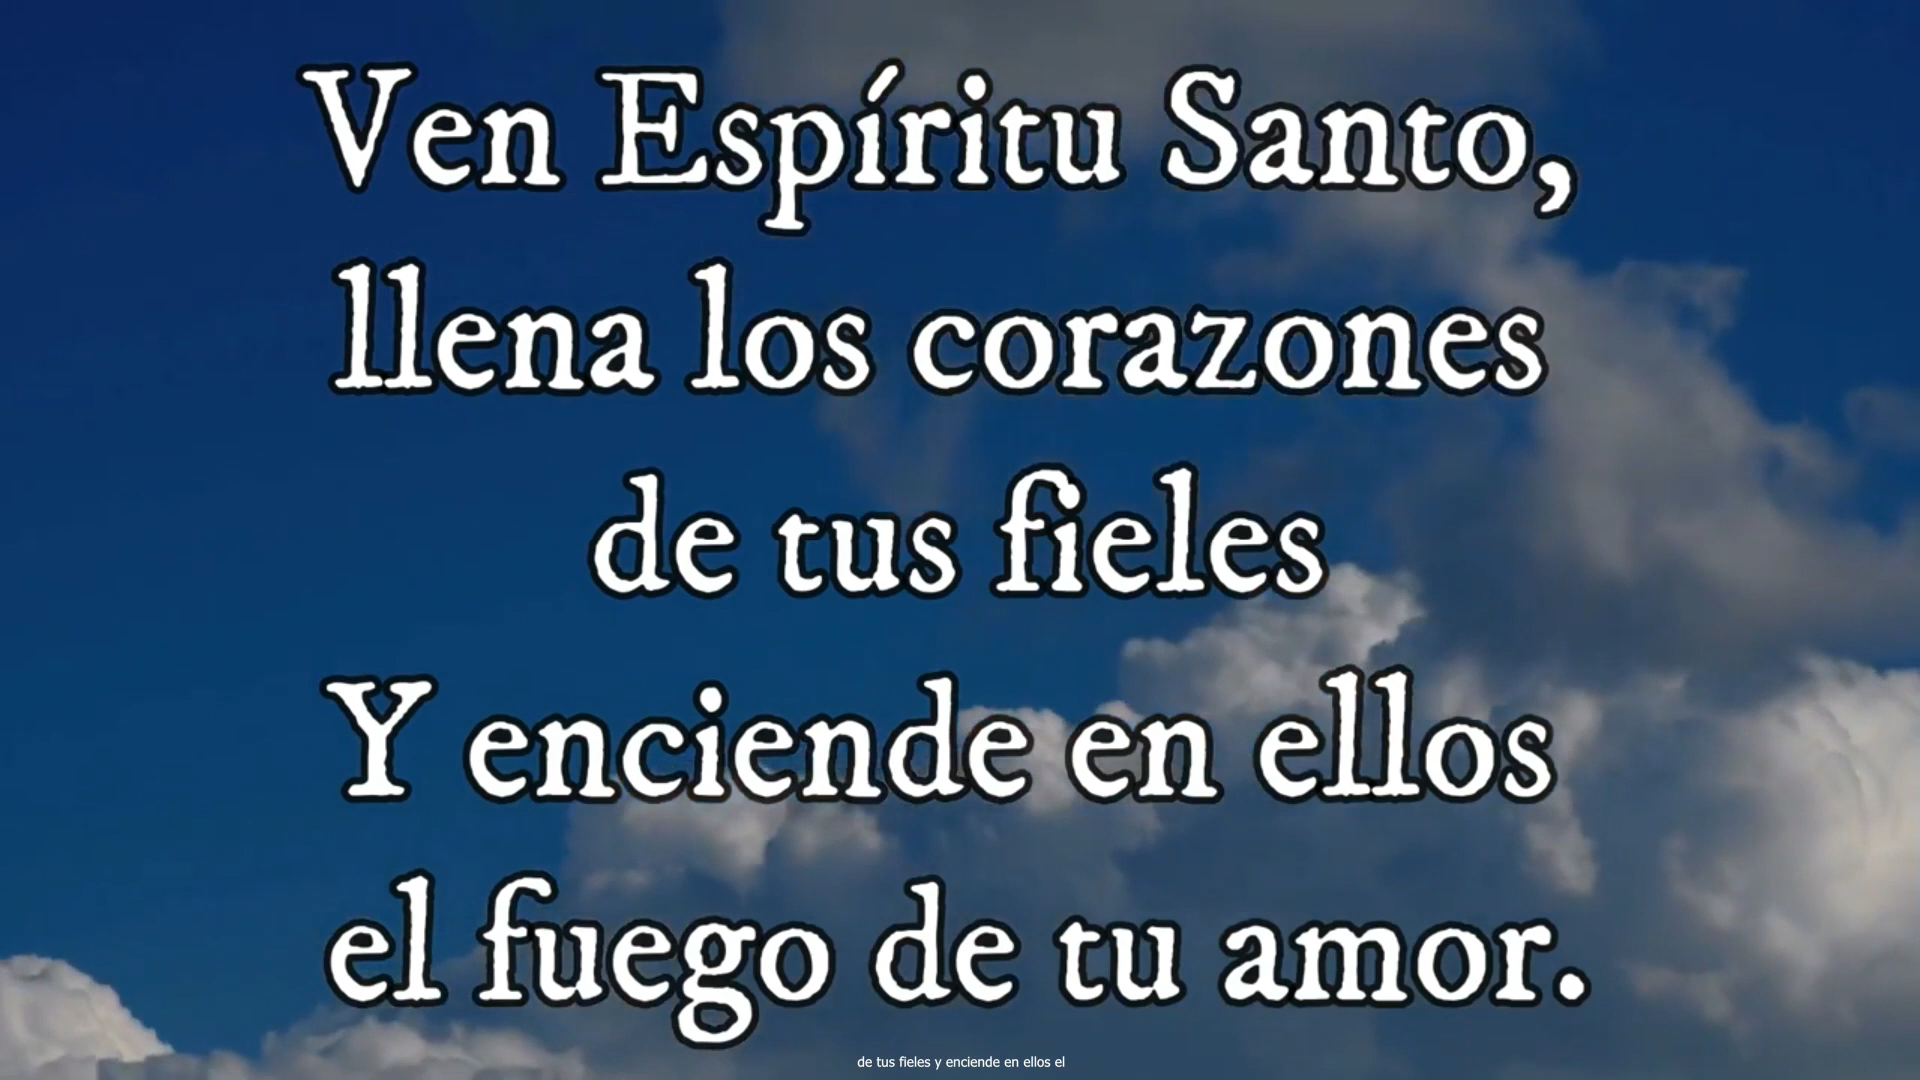 Ven Espíritu Santo,
llena los corazones
de tus fieles
Y enciende en ellos
el fuego de tu amor.
de tus fieles y enciende en ellos el